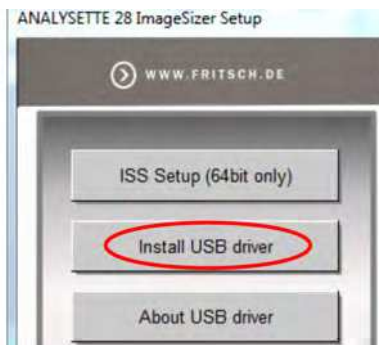 ANALYSETTE 28 ImageSizer Setup
WWW.FRITSCH.DE
ISS Setup (64bit only)
Install USB driver
About USB driver